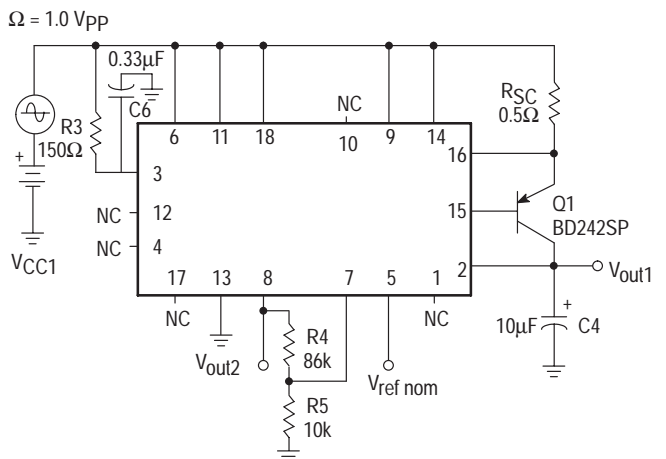 Ω = 1.0 VPP
0.33µF
C6
R3
150Ω
VCC1
RSC
0.5Ω
NC
6
11
18
10
9
14
3
16
NC
12
15
Q1
BD242SP
NC
4
2
Vout1
17
13
8
7
5
1
NC
NC
10µF
C4
Vout2
R4
86k
Vref nom
R5
10k
+
+